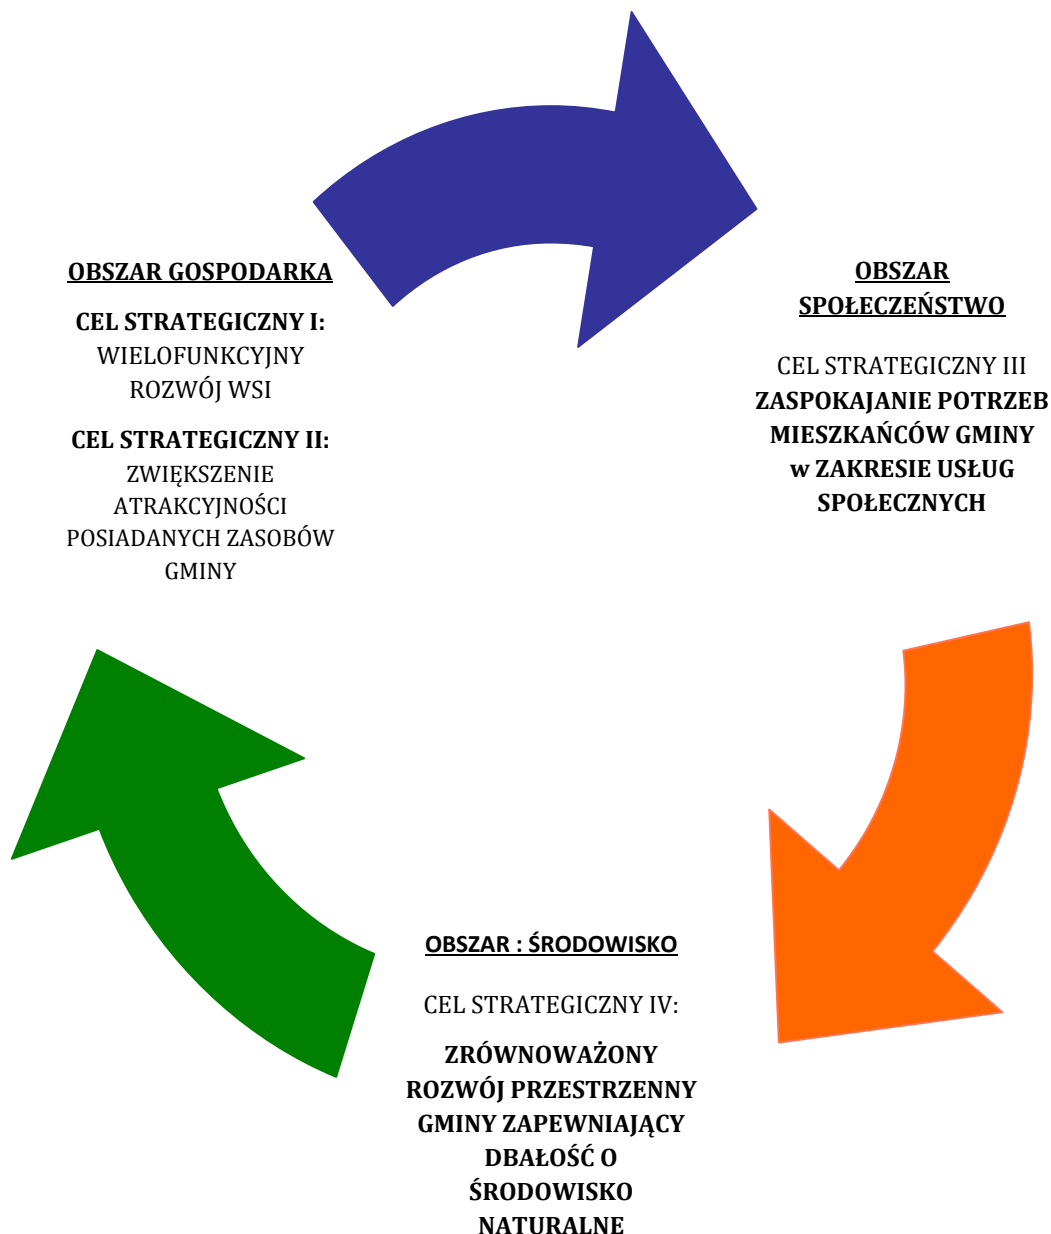 OBSZAR GOSPODARKA
CEL STRATEGICZNY I:
WIELOFUNKCYJNY
ROZWÓJ WSI
CEL STRATEGICZNY II:
ZWIĘKSZENIE
ATRAKCYJNOŚCI
POSIADANYCH ZASOBÓW
GMINY
OBSZAR
SPOŁECZEŃSTWO
CEL STRATEGICZNY III
ZASPOKAJANIE POTRZEB
MIESZKAŃCÓW GMINY
w ZAKRESIE USŁUG
SPOŁECZNYCH
OBSZAR : ŚRODOWISKO
CEL STRATEGICZNY IV:
ZRÓWNOWAŻONY
ROZWÓJ PRZESTRZENNY
GMINY ZAPEWNIAJĄCY
DBAŁOŚĆ O
ŚRODOWISKO
NATURALNE